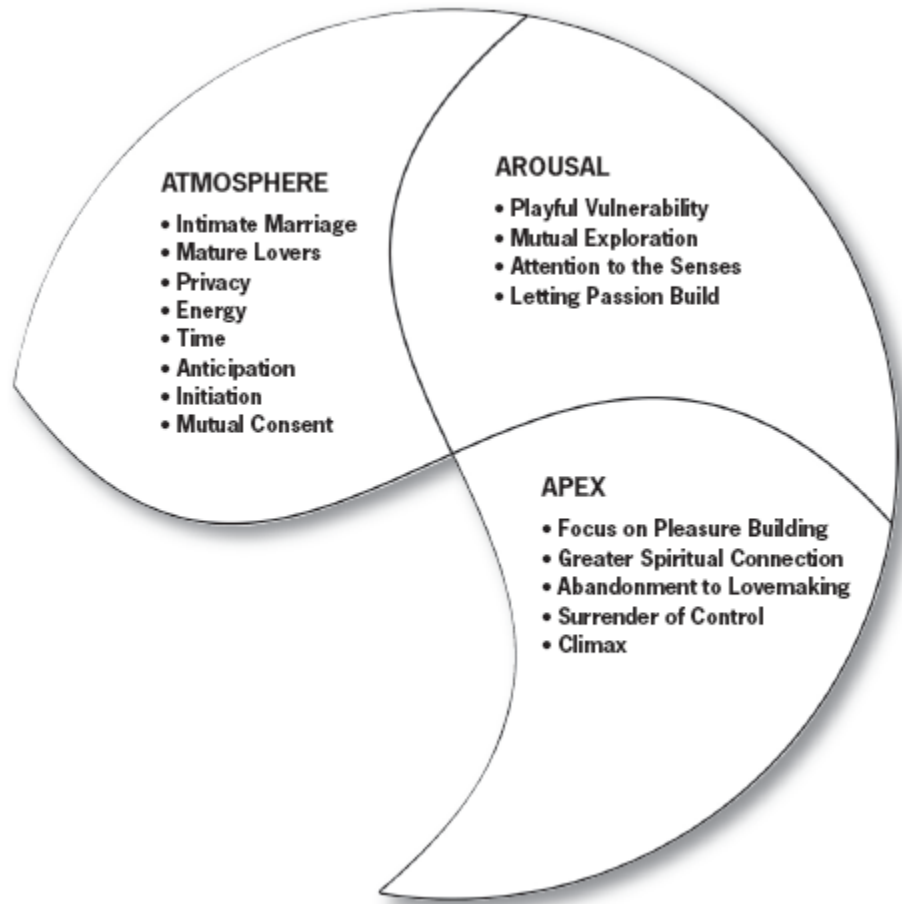 ATMOSPHERE
• Intimate Marriage
• Mature Lovers
• Privacy
• Energy
• Time
• Anticipation
• Initiation
• Mutual Consent
AROUSAL
• Playful Vulnerability
• Mutual Exploration
• Attention to the Senses
• Letting Passion Build
APEX
• Focus on Pleasure Building
• Greater Spiritual Connection
• Abandonment to Lovemaking
• Surrender of Control
• Climax